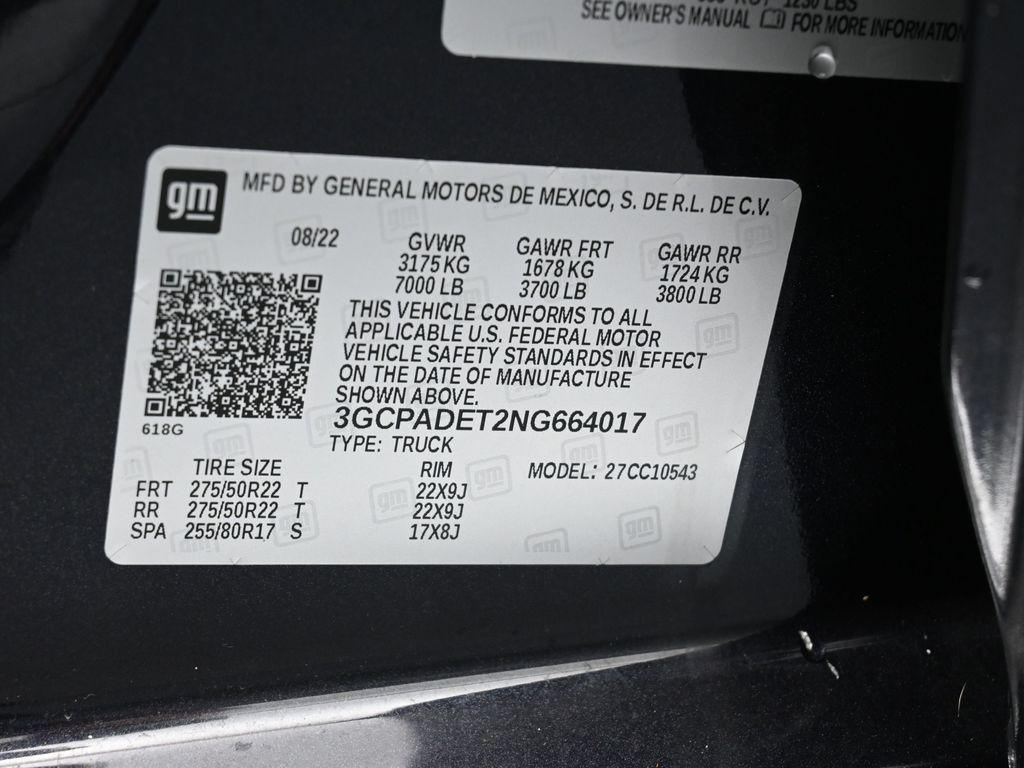 1250 LBS
SEE OWNER'S MANUAL FOR MORE INFORMATION
gm MFD BY GENERAL MOTORS DE MEXICO, S. DE R.L. DE C.V.
08/22 GVWR GAWR FRT GAWR RR
3175 KG 1678 KG 1724 KG
7000 LB 3700 LB 3800 LB
THIS VEHICLE CONFORMS TO ALL
APPLICABLE U.S. FEDERAL MOTOR
VEHICLE SAFETY STANDARDS IN EFFECT
ON THE DATE OF MANUFACTURE
SHOWN ABOVE.
618G
3GCPADET2NG664017
TYPE: TRUCK
TIRE SIZE RIM MODEL: 27CC10543
FRT 275/50R22 T 22X9J
RR 275/50R22 T 22X9J
SPA 255/80R17 S 17X8J